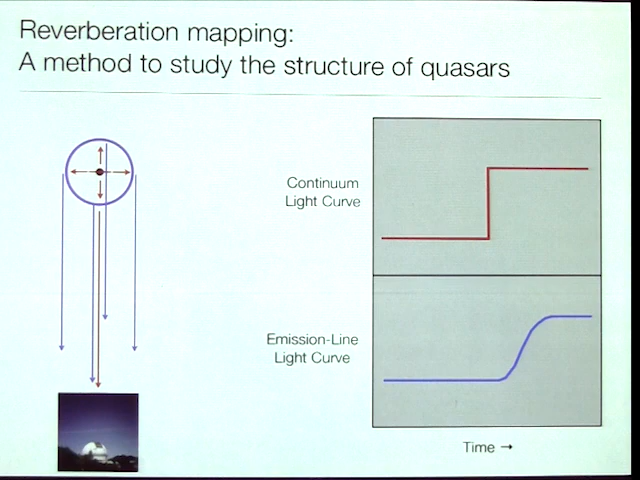 Reverberation mapping:
A method to study the structure of quasars
Continuum
Light Curve
Emission-Line
Light Curve
Time →